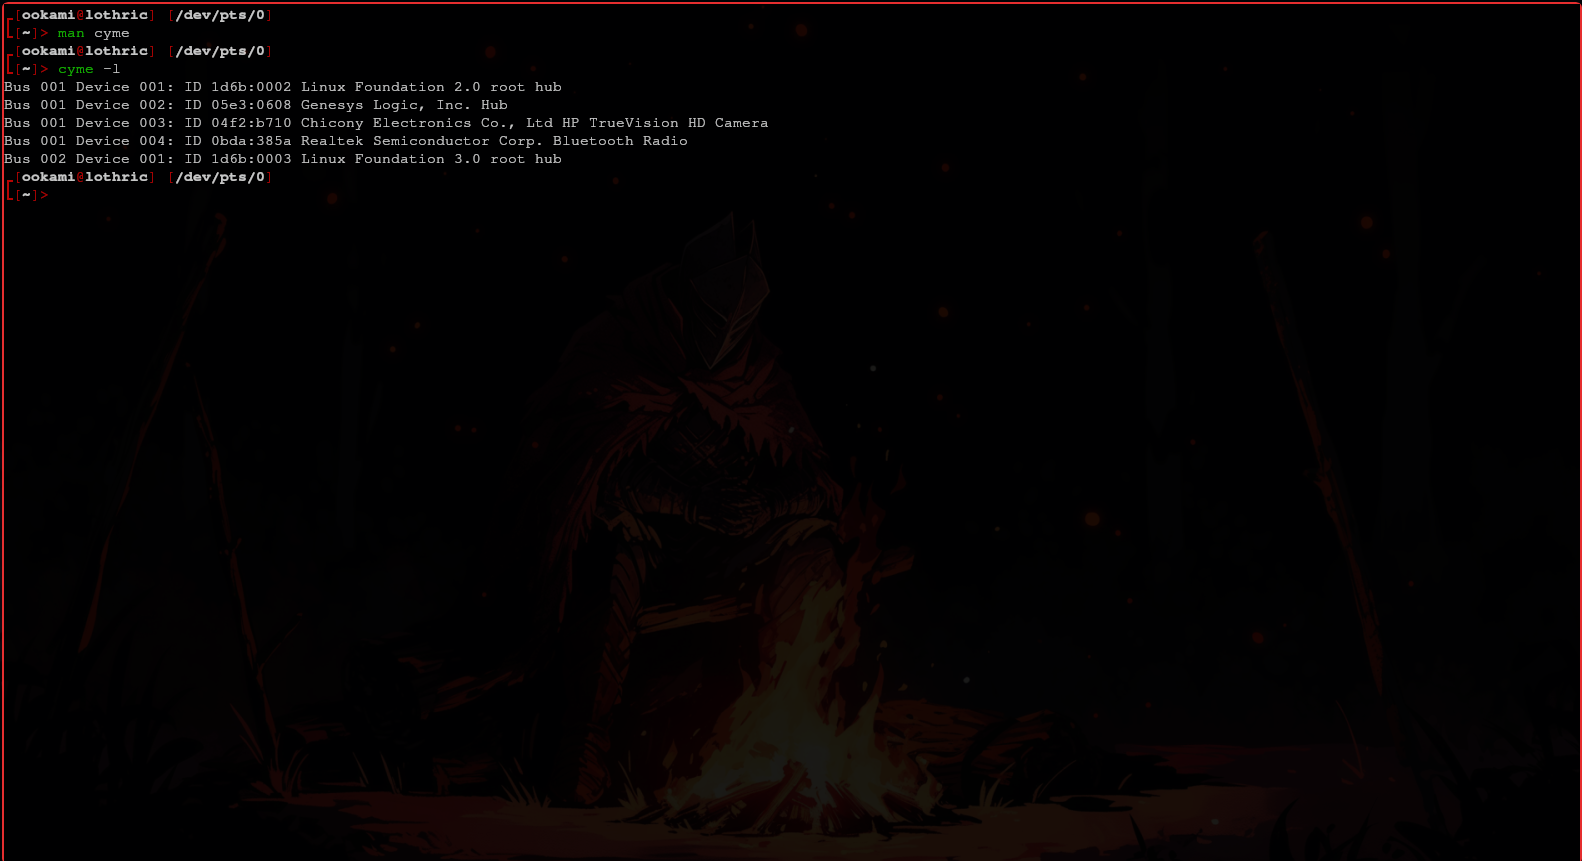 [ookami@lothric] [/dev/pts/0]
[~]> man cyme
[ookami@lothric] [/dev/pts/0]
[~]> cyme -l
Bus 001 Device 001: ID 1d6b:0002 Linux Foundation 2.0 root hub
Bus 001 Device 002: ID 05e3:0608 Genesys Logic, Inc. Hub
Bus 001 Device 003: ID 04f2:b710 Chicony Electronics Co., Ltd HP TrueVision HD Camera
Bus 001 Device 004: ID 0bda:385a Realtek Semiconductor Corp. Bluetooth Radio
Bus 002 Device 001: ID 1d6b:0003 Linux Foundation 3.0 root hub
[ookami@lothric] [/dev/pts/0]
[~]>